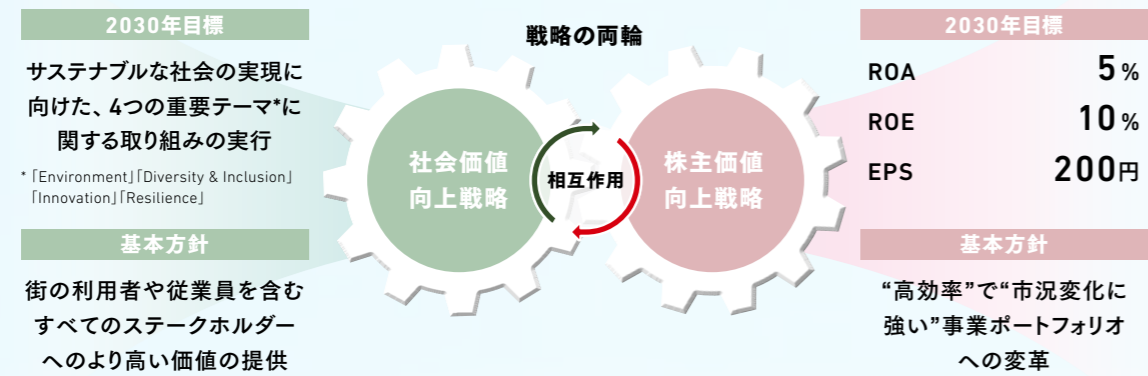 戦略の両輪
2030年目標
サステナブルな社会の実現に
向けた、4つの重要テーマ*に
関する取り組みの実行
* 「Environment」「Diversity & Inclusion」
「Innovation」「Resilience」
基本方針
街の利用者や従業員を含む
すべてのステークホルダー
へのより高い価値の提供
社会価値
向上戦略
相互作用
株主価値
向上戦略
2030年目標
ROA 5%
ROE 10%
EPS 200円
基本方針
“高効率”で“市況変化に
強い”事業ポートフォリオ
への変革